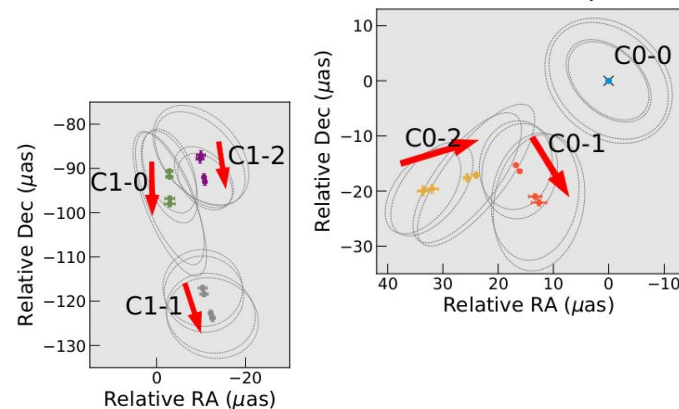 Relative Dec (μas)
−80
−90
−100
−110
−120
−130
C1-2
C1-0
C1-1
0
−20
Relative RA (μas)
Relative Dec (μas)
10
0
−10
−20
−30
C0-0
C0-2
C0-1
40
30
20
10
0
−10
Relative RA (μas)